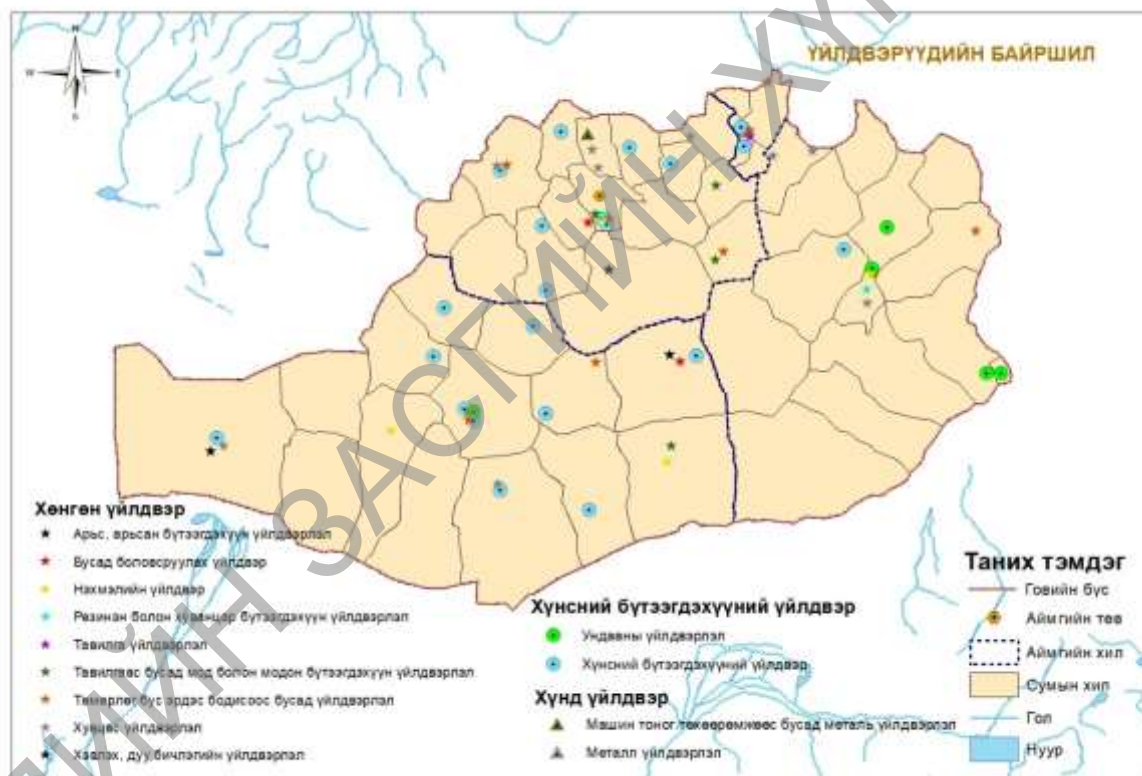 ҮЙЛДВЭРҮҮДИЙН БАЙРШИЛ
N
W E
S
Хөнгөн үйлдвэр
Арьс, арьсан бүтээгдэхүүн үйлдвэрлэл
Бусад боловсруулах үйлдвэр
Нэхмэлийн үйлдвэр
Резинэн болон хуванцар бүтээгдэхүүн үйлдвэрлэл
Тавилга үйлдвэрлэл
Тавилгаас бусад мод болон модон бүтээгдэхүүн үйлдвэрлэл
Төмөрлөг бус эрдэс бодисоос бусад үйлдвэрлэл
Хувцас үйлдвэрлэл
Хэвлэх, дуу бичлэгийн үйлдвэрлэл
Хүнсний бүтээгдэхүүний үйлдвэр
Ундааны үйлдвэрлэл
Хүнсний бүтээгдэхүүний үйлдвэр
Хүнд үйлдвэр
Машин тоног төхөөрөмжөөс бусад металь үйлдвэрлэл
Металл үйлдвэрлэл
Таних тэмдэг
Говийн бүс
Аймгийн төв
Аймгийн хил
Сумын хил
Гол
Нуур
ЗАСГИЙН